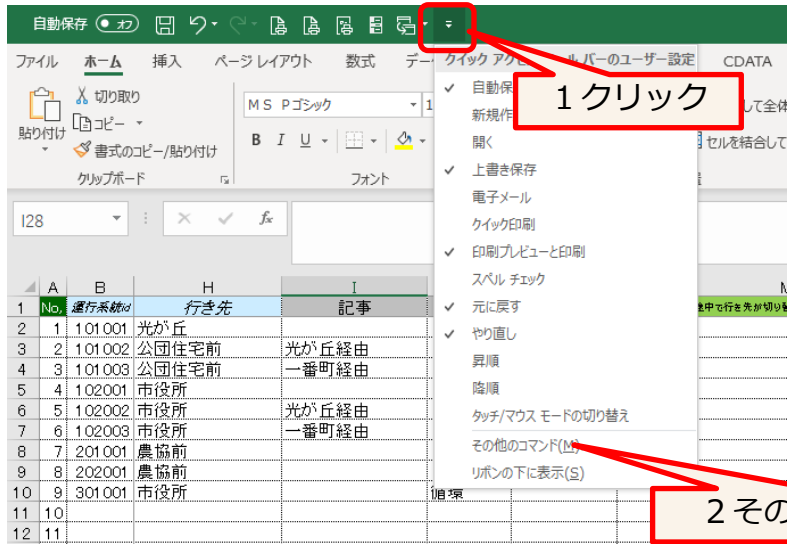 自動保存 オフ
ファイル ホーム 挿入 ページ レイアウト 数式 デー クイック アクセス ール バーのユーザー設定 CDATA
1クリック
切り取り
コピー
書式のコピー/貼り付け
貼り付け
クリップボード
MS Pゴシック 1
B I U
フォント
自動保
新規作
開く
上書き保存
電子メール
クイック印刷
印刷プレビューと印刷
スペル チェック
元に戻す
やり直し
昇順
降順
タッチ/マウス モードの切り替え
その他のコマンド(M)
リボンの下に表示(S)
して全体
セルを結合して
I28 fx
A B H I M
1 No. 運行系統id 行き先 記事 途中で行き先が切り替
2 1 101001 光が丘
3 2 101002 公団住宅前 光が丘経由
4 3 101003 公団住宅前 一番町経由
5 4 102001 市役所
6 5 102002 市役所 光が丘経由
7 6 102003 市役所 一番町経由
8 7 201001 農協前
9 8 202001 農協前
10 9 301001 市役所 循環
11 10
12 11
2その